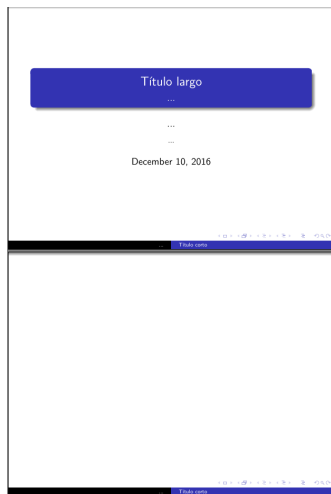 Título largo
...
...
...
December 10, 2016
... Título corto
... Título corto